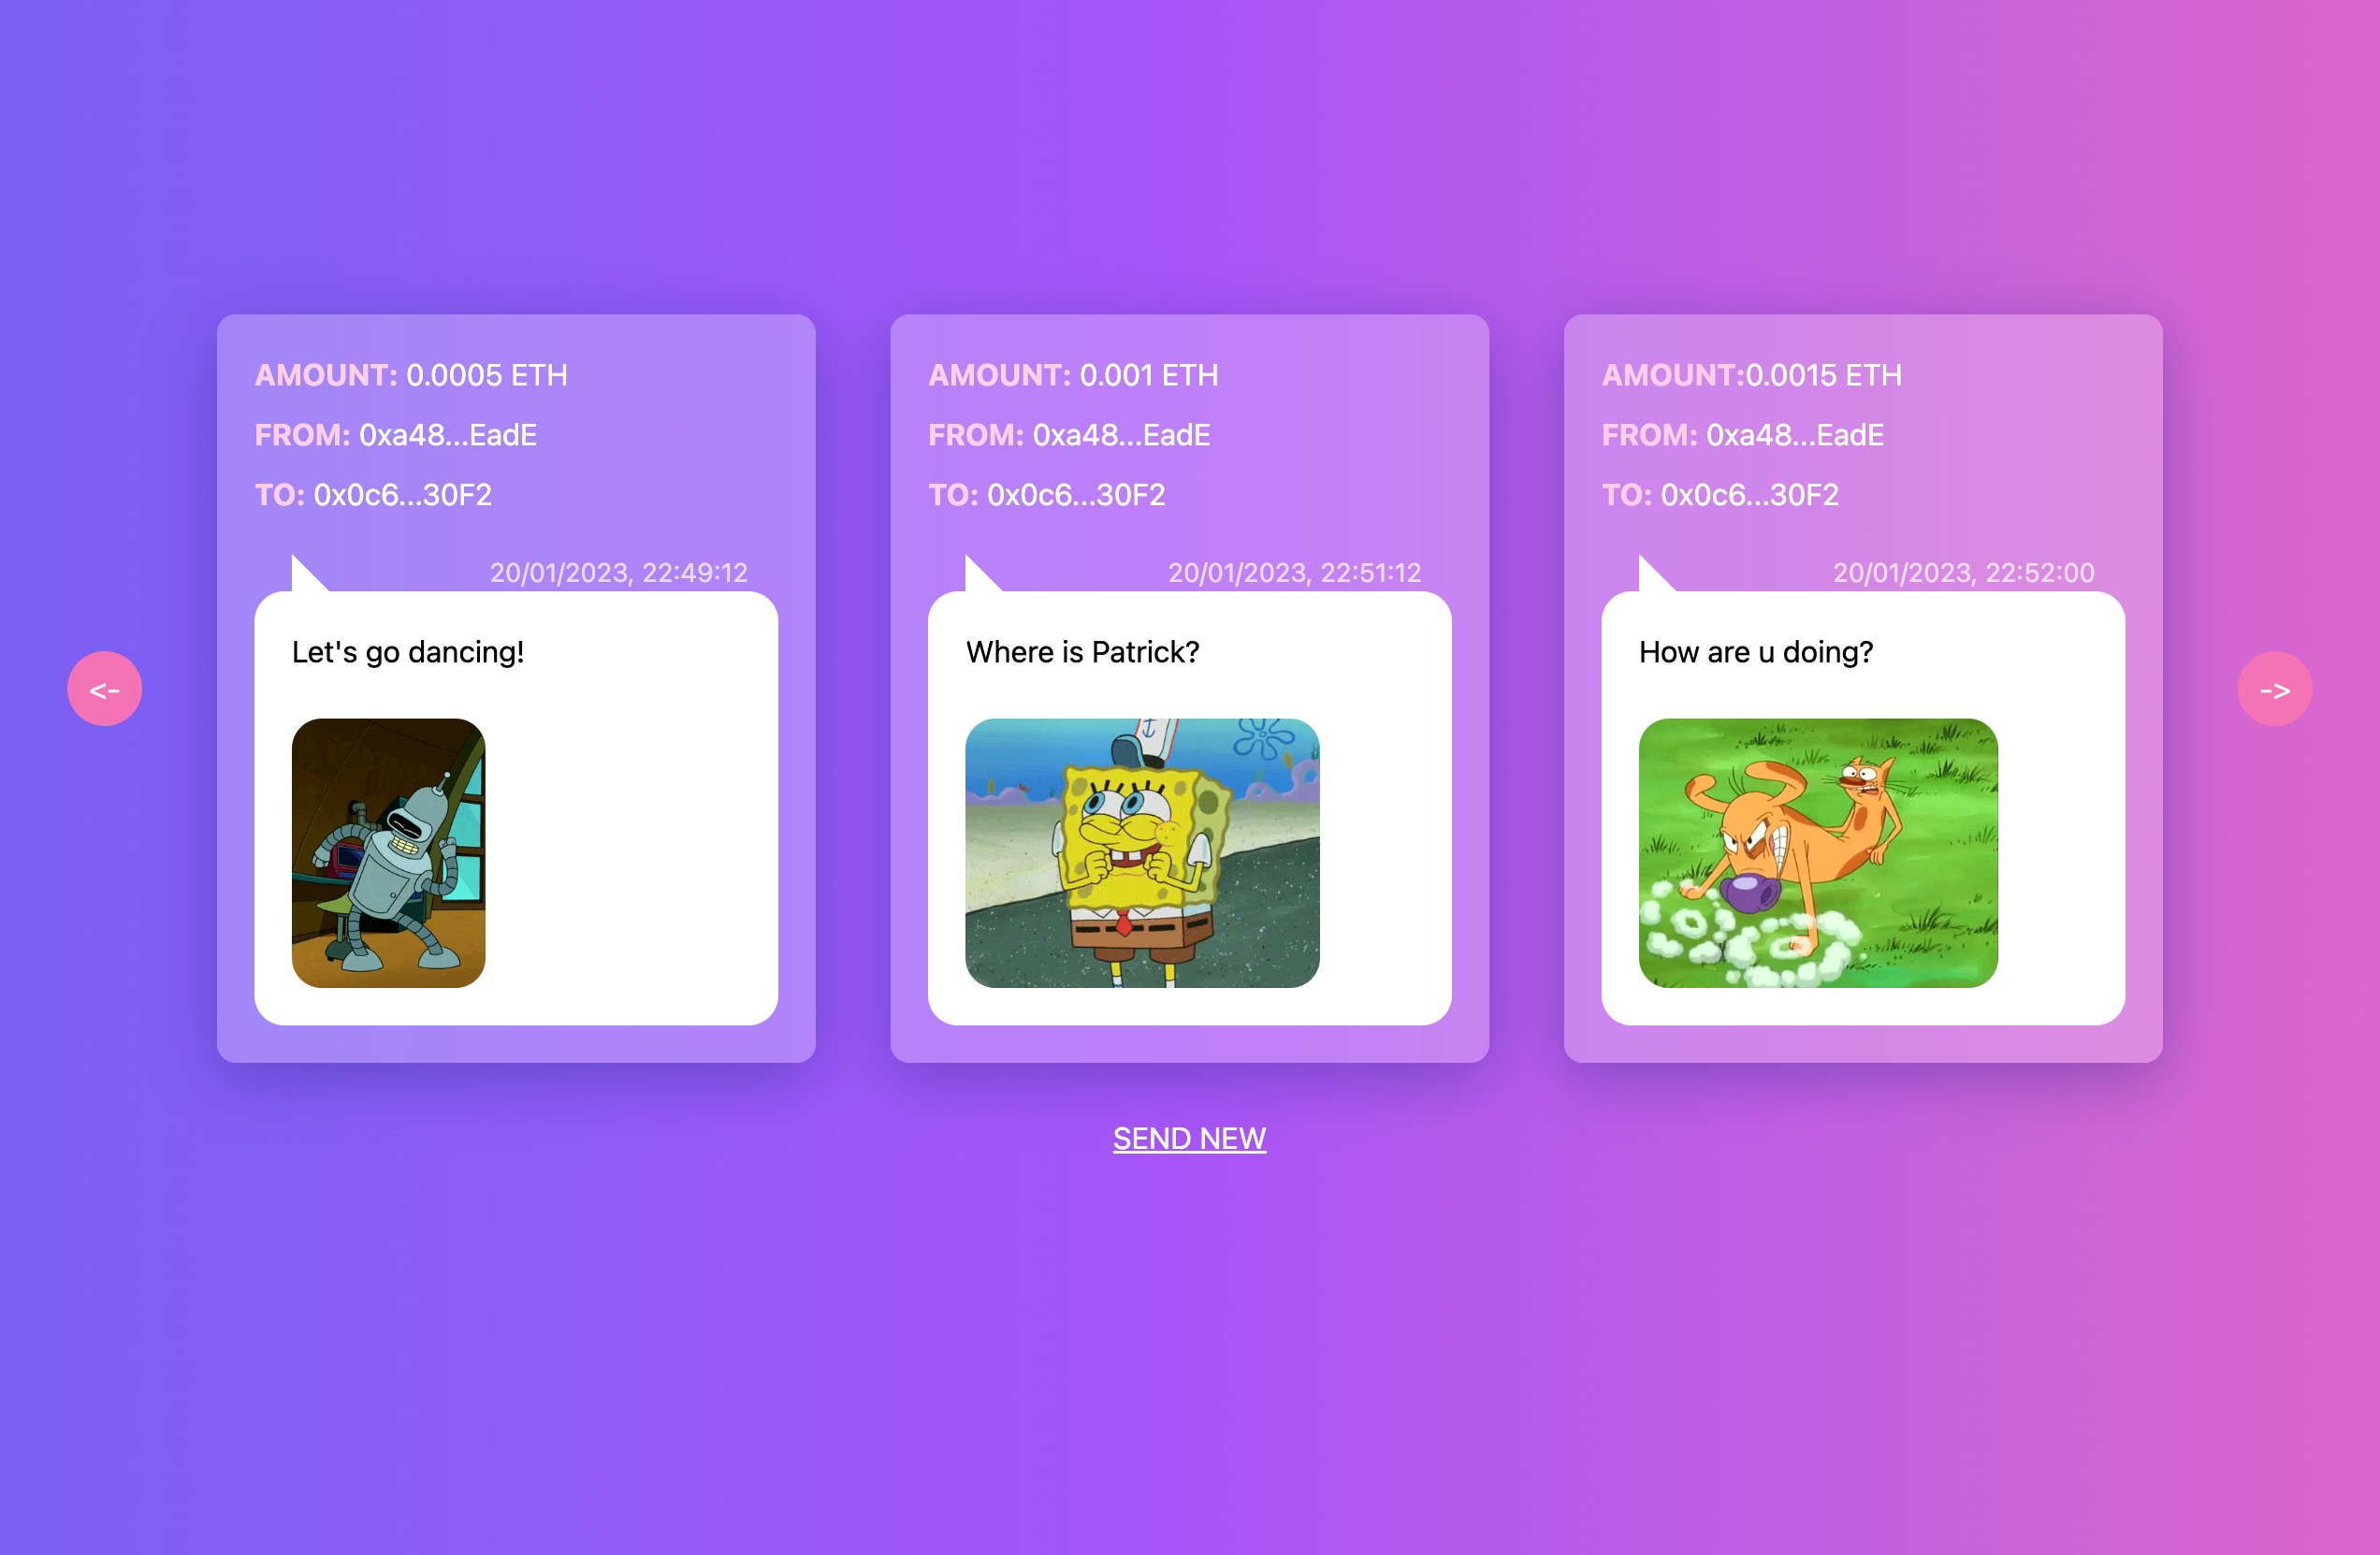 AMOUNT: 0.0005 ETH
FROM: 0xa48...EadE
TO: 0x0c6...30F2
20/01/2023, 22:49:12
Let's go dancing!
AMOUNT: 0.001 ETH
FROM: 0xa48...EadE
TO: 0x0c6...30F2
20/01/2023, 22:51:12
Where is Patrick?
AMOUNT:0.0015 ETH
FROM: 0xa48...EadE
TO: 0x0c6...30F2
20/01/2023, 22:52:00
How are u doing?
<-
->
SEND NEW